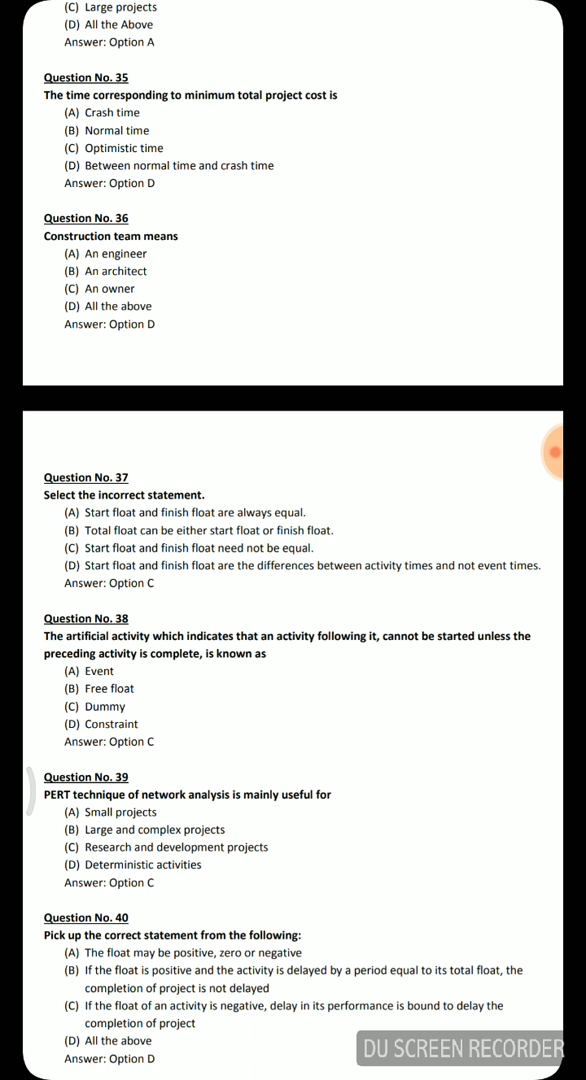 (C) Large projects
(D) All the Above
Answer: Option A
Question No. 35
The time corresponding to minimum total project cost is
(A) Crash time
(B) Normal time
(C) Optimistic time
(D) Between normal time and crash time
Answer: Option D
Question No. 36
Construction team means
(A) An engineer
(B) An architect
(C) An owner
(D) All the above
Answer: Option D
Question No. 37
Select the incorrect statement.
(A) Start float and finish float are always equal.
(B) Total float can be either start float or finish float.
(C) Start float and finish float need not be equal.
(D) Start float and finish float are the differences between activity times and not event times.
Answer: Option C
Question No. 38
The artificial activity which indicates that an activity following it, cannot be started unless the
preceding activity is complete, is known as
(A) Event
(B) Free float
(C) Dummy
(D) Constraint
Answer: Option C
Question No. 39
PERT technique of network analysis is mainly useful for
(A) Small projects
(B) Large and complex projects
(C) Research and development projects
(D) Deterministic activities
Answer: Option C
Question No. 40
Pick up the correct statement from the following:
(A) The float may be positive, zero or negative
(B) If the float is positive and the activity is delayed by a period equal to its total float, the
completion of project is not delayed
(C) If the float of an activity is negative, delay in its performance is bound to delay the
completion of project
(D) All the above
Answer: Option D
DU SCREEN RECORDER